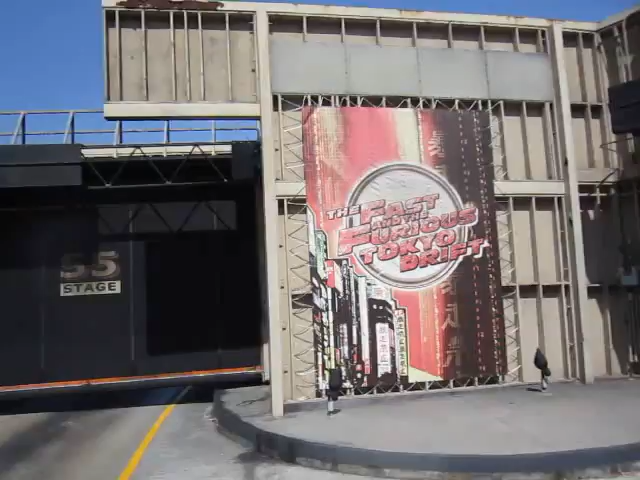 55
STAGE
THE FAST
AND THE
FURIOUS
TOKYO
DRIFT